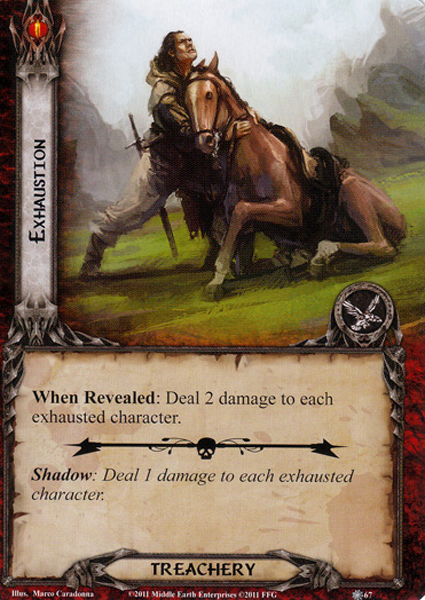 EXHAUSTION
When Revealed: Deal 2 damage to each
exhausted character.
Shadow: Deal 1 damage to each exhausted
character.
TREACHERY
Illus. Marco Caradonna ©2011 Middle Earth Enterprises ©2011 FFG 67